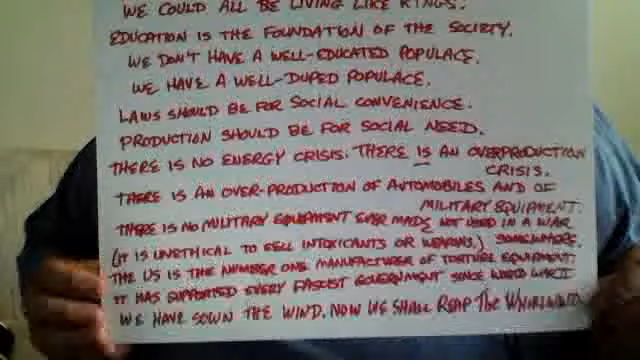 WE COULD ALL BE LIVING LIKE KINGS.
EDUCATION IS THE FOUNDATION OF THE SOCIETY.
WE DON'T HAVE A WELL-EDUCATED POPULACE.
WE HAVE A WELL-DUPED POPULACE.
LAWS SHOULD BE FOR SOCIAL CONVENIENCE.
PRODUCTION SHOULD BE FOR SOCIAL NEED.
THERE IS NO ENERGY CRISIS. THERE IS AN OVERPRODUCTION
CRISIS.
THERE IS AN OVER-PRODUCTION OF AUTOMOBILES AND OF
MILITARY EQUIPMENT.
THERE IS NO MILITARY EQUIPMENT EVER MADE NOT USED IN A WAR
(IT IS UNETHICAL TO SELL INTOXICANTS OR WEAPONS.) SOMEWHERE.
THE US IS THE NUMBER ONE MANUFACTURER OF TORTURE EQUIPMENT.
IT HAS SUPPORTED EVERY FASCIST GOVERNMENT SINCE WORLD WAR II
WE HAVE SOWN THE WIND. NOW WE SHALL REAP THE WHIRLWIND